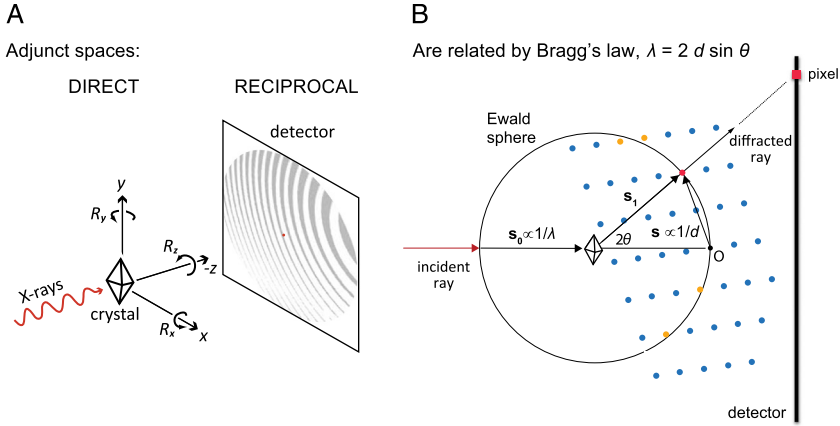 A
Adjunct spaces:
DIRECT
RECIPROCAL
detector
y
Ry
Rz
-z
X-rays
crystal
Rx
x
B
Are related by Bragg's law, λ = 2 d sin θ
pixel
Ewald
sphere
diffracted
ray
s₁
s₀∝1/λ
2θ
s ∝1/d
O
incident
ray
detector